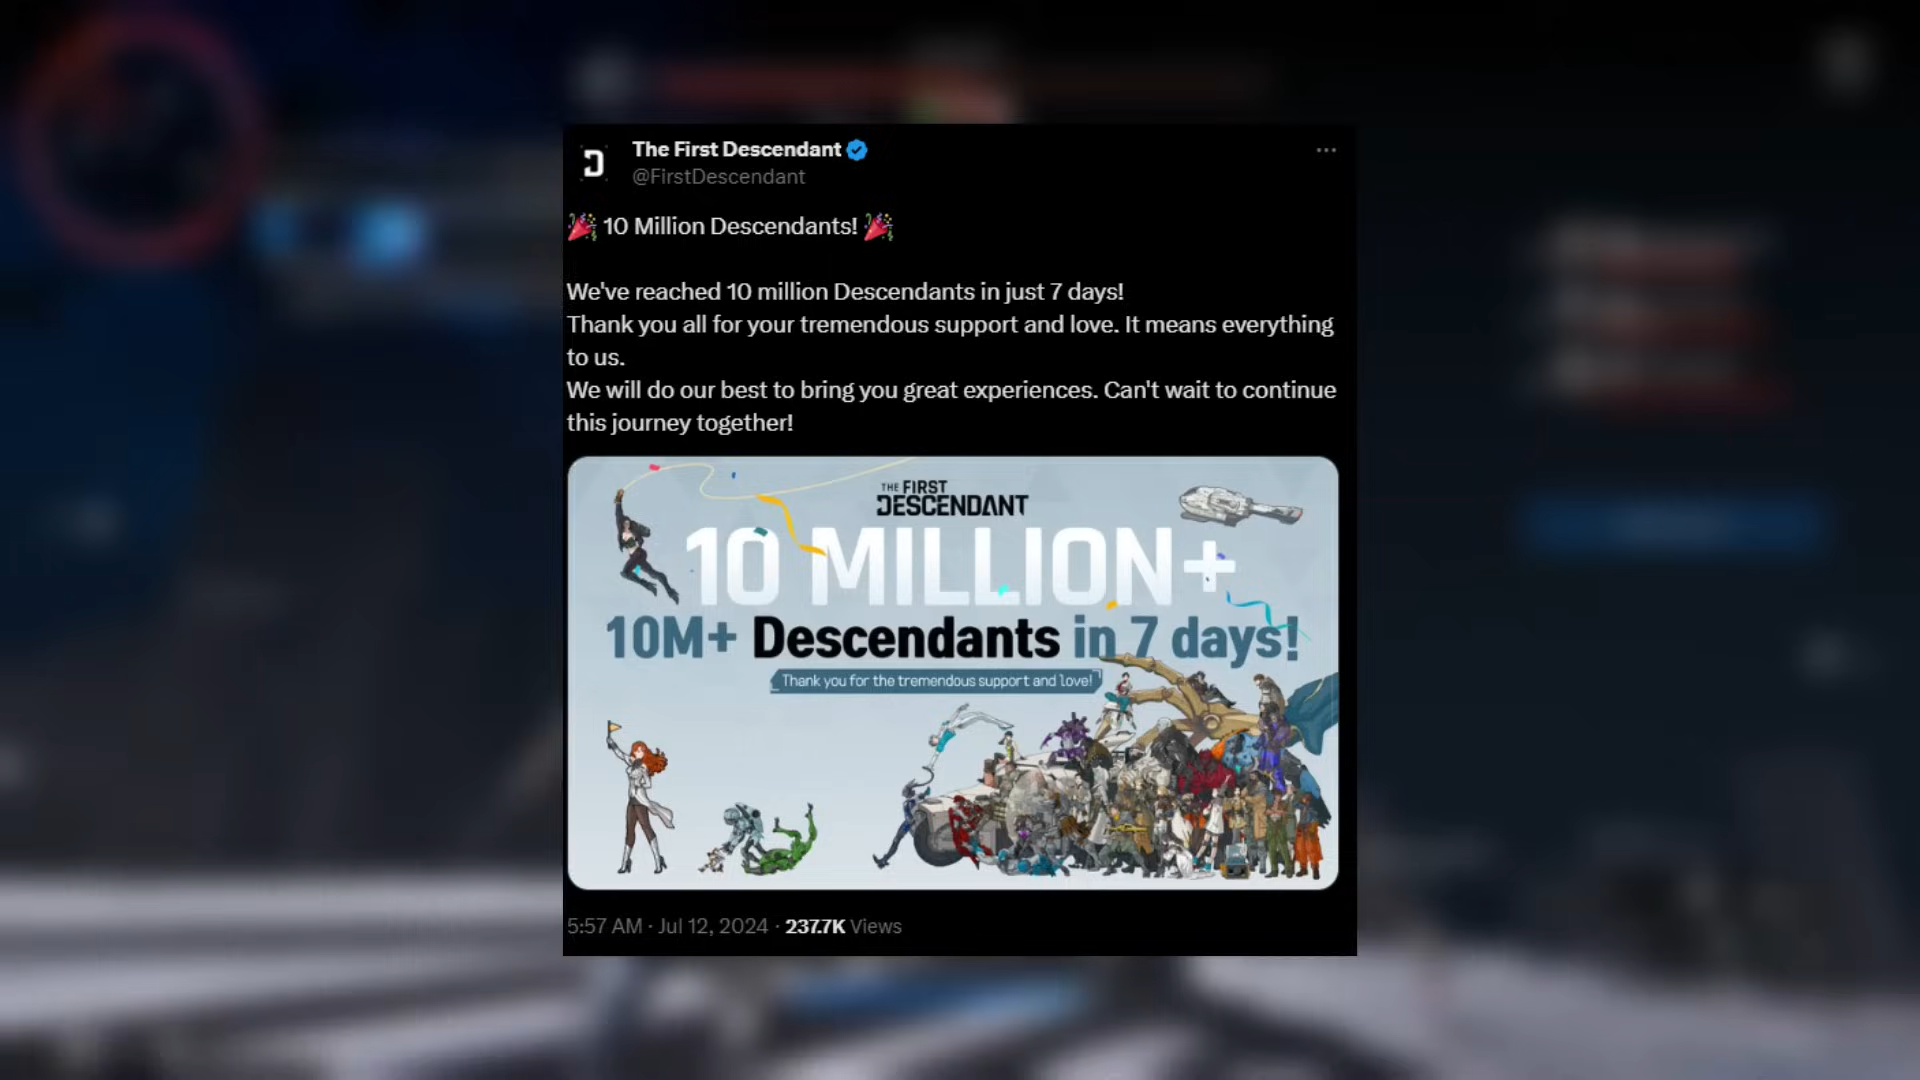 The First Descendant
@FirstDescendant
🎉 10 Million Descendants! 🎉
We've reached 10 million Descendants in just 7 days!
Thank you all for your tremendous support and love. It means everything
to us.
We will do our best to bring you great experiences. Can't wait to continue
this journey together!
THE FIRST
DESCENDANT
10 MILLION+
10M+ Descendants in 7 days!
Thank you for the tremendous support and love!
5:57 AM · Jul 12, 2024 · 237.7K Views